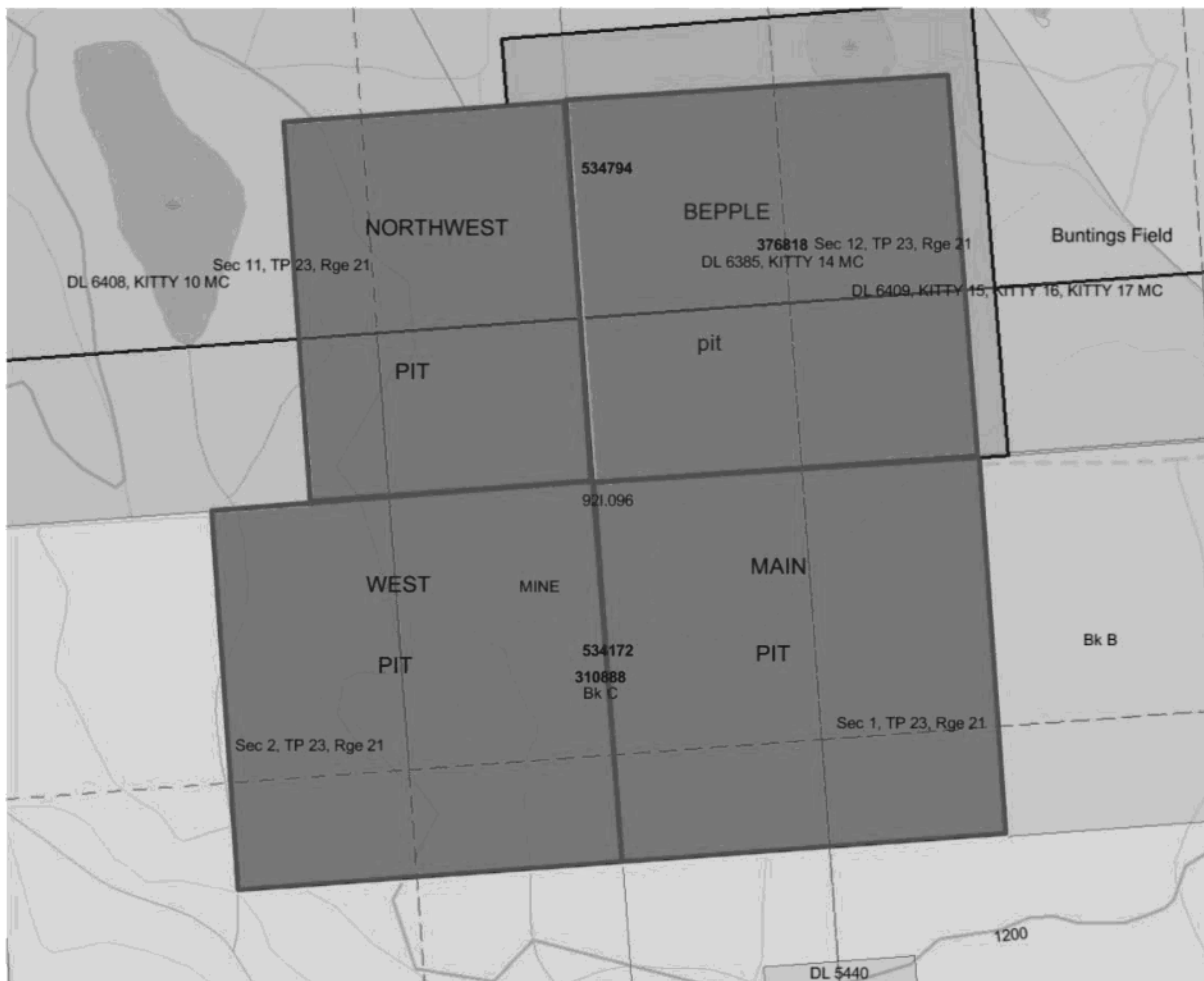 534794
BEPPLE
NORTHWEST
Buntings Field
376818 Sec 12, TP 23, Rge 21
DL 6385, KITTY 14 MC
Sec 11, TP 23, Rge 21
DL 6408, KITTY 10 MC
DL 6409, KITTY 15, KITTY 16, KITTY 17 MC
pit
PIT
92I.096
MAIN
WEST
MINE
Bk B
534172
PIT
PIT
310888
Bk C
Sec 1, TP 23, Rge 21
Sec 2, TP 23, Rge 21
1200
DL 5440